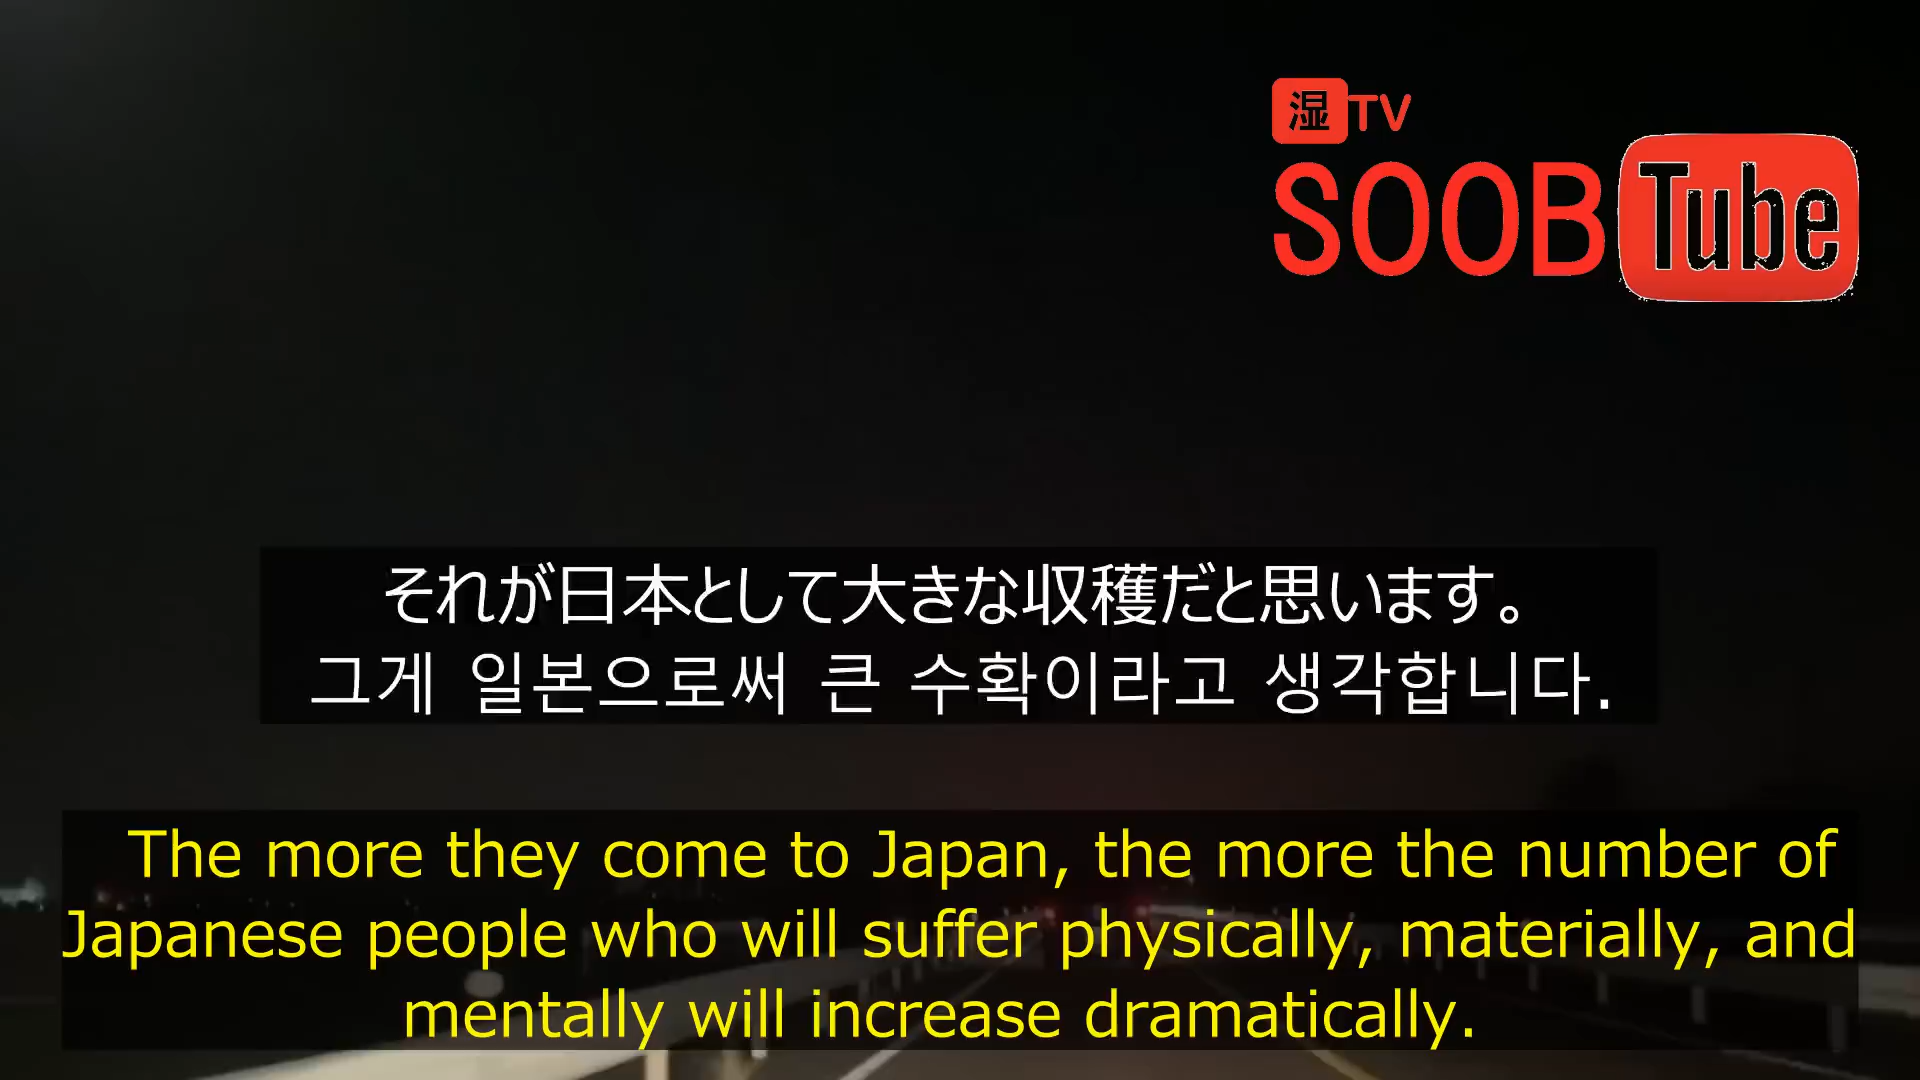 湿TV
SOOBTube
それが日本として大きな収穫だと思います。
그게 일본으로써 큰 수확이라고 생각합니다.
The more they come to Japan, the more the number of
Japanese people who will suffer physically, materially, and
mentally will increase dramatically.